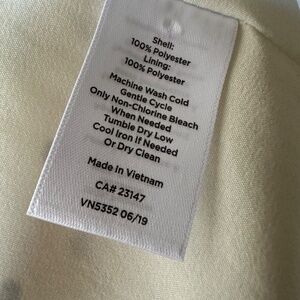 Shell:
100% Polyester
Lining:
100% Polyester
Machine Wash Cold
Gentle Cycle
Only Non-Chlorine Bleach
When Needed
Tumble Dry Low
Cool Iron If Needed
Or Dry Clean
Made in Vietnam
CA# 23147
VN5352 06/19